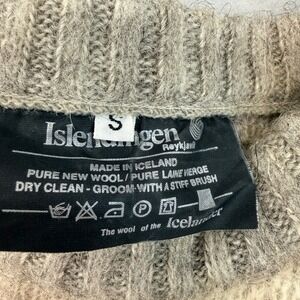 S
Islendingen
Reykjavik
MADE IN ICELAND
PURE NEW WOOL/ PURE LAINE VIERGE
DRY CLEAN - GROOM WITH A STIFF BRUSH
P
The wool of the Icelander